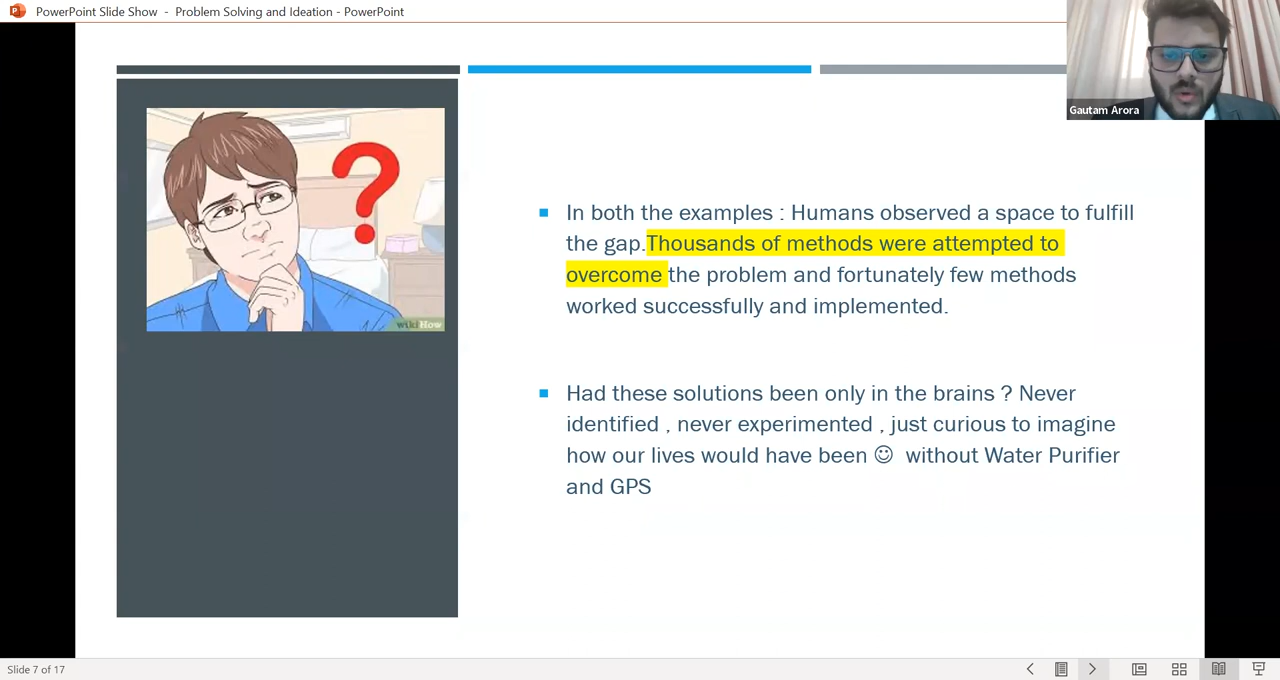 PowerPoint Slide Show - Problem Solving and Ideation - PowerPoint
Gautam Arora
wikiHow
In both the examples : Humans observed a space to fulfill
the gap.Thousands of methods were attempted to
overcome the problem and fortunately few methods
worked successfully and implemented.
Had these solutions been only in the brains ? Never
identified , never experimented , just curious to imagine
how our lives would have been ☺ without Water Purifier
and GPS
Slide 7 of 17